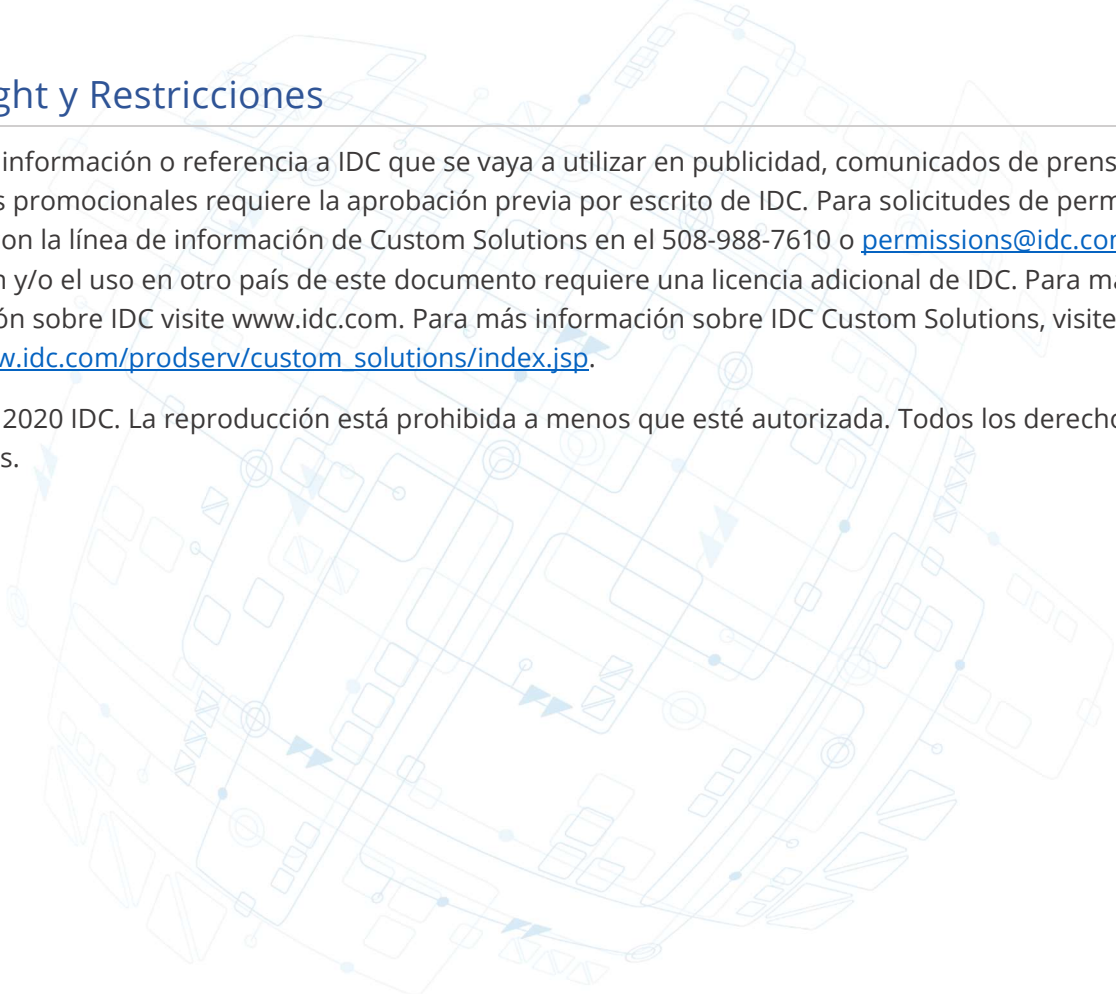 ght y Restricciones
información o referencia a IDC que se vaya a utilizar en publicidad, comunicados de prens
s promocionales requiere la aprobación previa por escrito de IDC. Para solicitudes de perm
on la línea de información de Custom Solutions en el 508-988-7610 o permissions@idc.com
n y/o el uso en otro país de este documento requiere una licencia adicional de IDC. Para má
ón sobre IDC visite www.idc.com. Para más información sobre IDC Custom Solutions, visite
w.idc.com/prodserv/custom_solutions/index.jsp.
2020 IDC. La reproducción está prohibida a menos que esté autorizada. Todos los derecho
s.